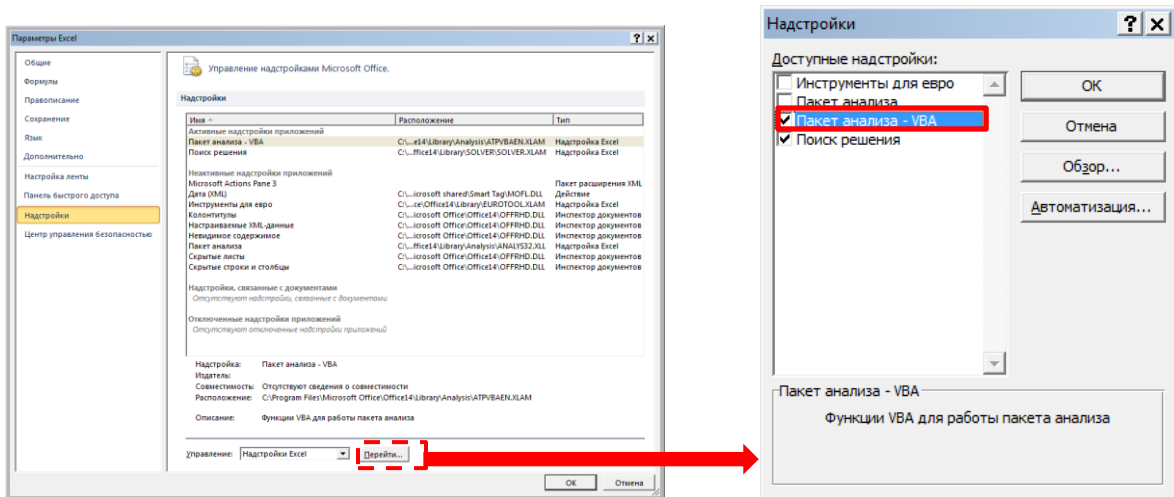 Параметры Excel
Общие
Формулы
Правописание
Сохранение
Язык
Дополнительно
Настройка ленты
Панель быстрого доступа
Надстройки
Центр управления безопасностью
Управление надстройками Microsoft Office.
Надстройки
Имя Расположение Тип
Активные надстройки приложений
Пакет анализа - VBA C:\...e14\Library\Analysis\ATPVBAEN.XLAM Надстройка Excel
Поиск решения C:\...ffice14\Library\SOLVER\SOLVER.XLAM Надстройка Excel
Неактивные надстройки приложений
Microsoft Actions Pane 3 Пакет расширения XML
Дата (XML) C:\...icrosoft shared\Smart Tag\MOFL.DLL Действие
Инструменты для евро C:\...ce\Office14\Library\EUROTOOL.XLAM Надстройка Excel
Колонтитулы C:\...icrosoft Office\Office14\OFFRHD.DLL Инспектор документов
Настраиваемые XML-данные C:\...icrosoft Office\Office14\OFFRHD.DLL Инспектор документов
Невидимое содержимое C:\...icrosoft Office\Office14\OFFRHD.DLL Инспектор документов
Пакет анализа C:\...ffice14\Library\Analysis\ANALYS32.XLL Надстройка Excel
Скрытые листы C:\...icrosoft Office\Office14\OFFRHD.DLL Инспектор документов
Скрытые строки и столбцы C:\...icrosoft Office\Office14\OFFRHD.DLL Инспектор документов
Надстройки, связанные с документами
Отсутствуют надстройки, связанные с документами
Отключенные надстройки приложений
Отсутствуют отключенные надстройки приложений
Надстройка: Пакет анализа - VBA
Издатель:
Совместимость: Отсутствуют сведения о совместимости
Расположение: C:\Program Files\Microsoft Office\Office14\Library\Analysis\ATPVBAEN.XLAM
Описание: Функции VBA для работы пакета анализа
Управление: Надстройки Excel Перейти...
ОК Отмена
Надстройки
Доступные надстройки:
Инструменты для евро
Пакет анализа
Пакет анализа - VBA
Поиск решения
ОК
Отмена
Обзор...
Автоматизация...
Пакет анализа - VBA
Функции VBA для работы пакета анализа